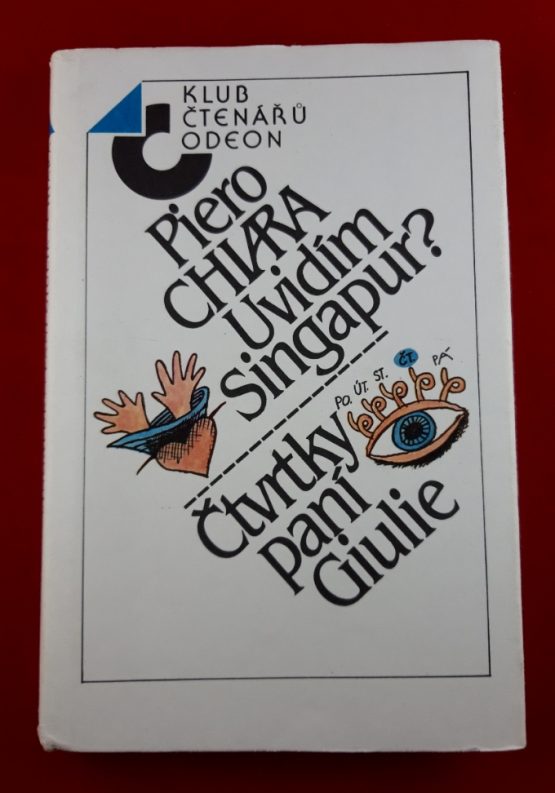 KLUB
ČTENÁŘŮ
ODEON
Piero
CHIARA
Uvidím
Singapur?
PO. ÚT. ST. ČT. PÁ
Čtvrtky
paní
Giulie